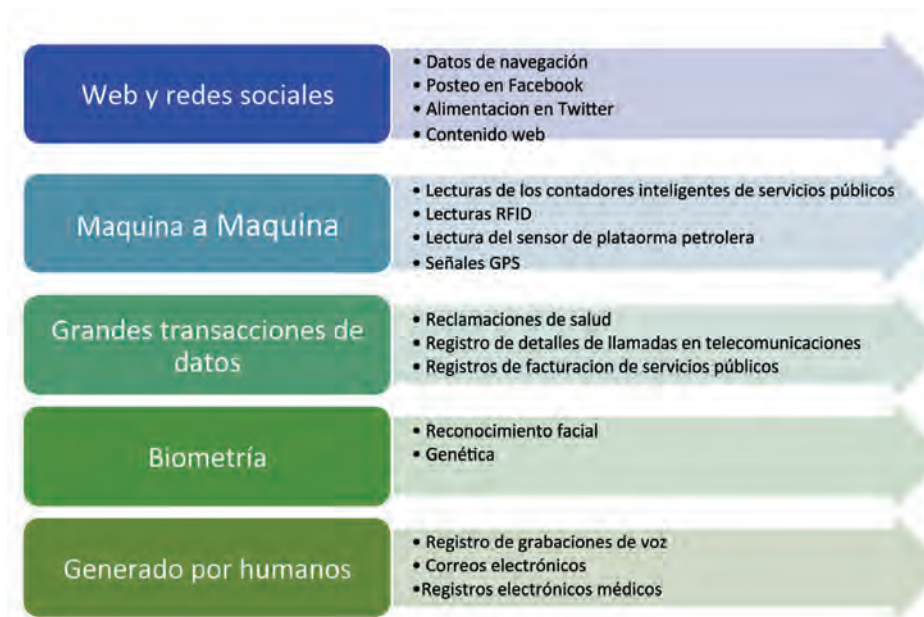 Web y redes sociales
• Datos de navegación
• Posteo en Facebook
• Alimentacion en Twitter
• Contenido web
Maquina a Maquina
• Lecturas de los contadores inteligentes de servicios públicos
• Lecturas RFID
• Lectura del sensor de plataorma petrolera
• Señales GPS
Grandes transacciones de
datos
• Reclamaciones de salud
• Registro de detalles de llamadas en telecomunicaciones
• Registros de facturacion de servicios públicos
Biometría
• Reconocimiento facial
• Genética
Generado por humanos
• Registro de grabaciones de voz
• Correos electrónicos
•Registros electrónicos médicos